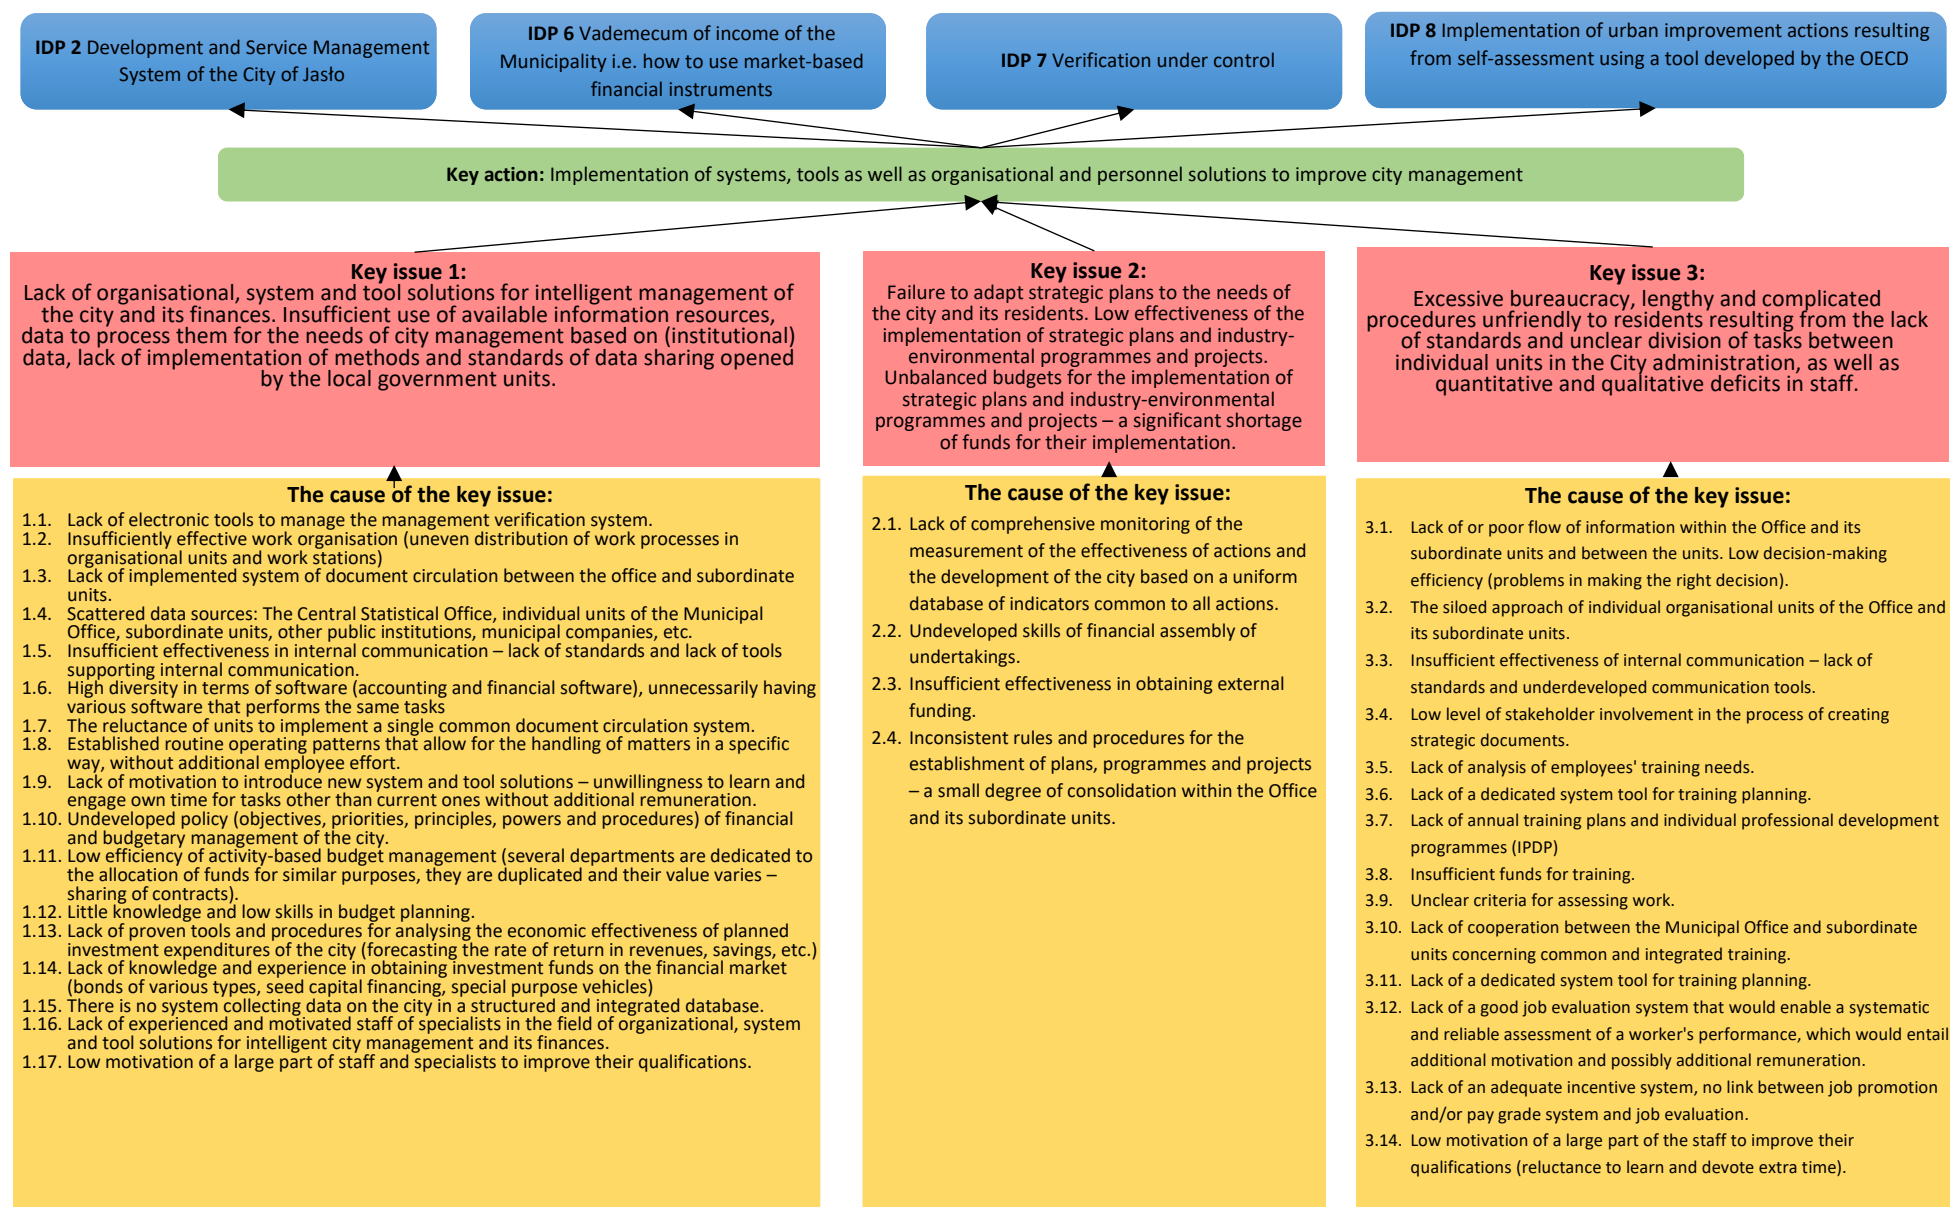 IDP 2 Development and Service Management
System of the City of Jasło
IDP 6 Vademecum of income of the
Municipality i.e. how to use market-based
financial instruments
IDP 7 Verification under control
IDP 8 Implementation of urban improvement actions resulting
from self-assessment using a tool developed by the OECD
Key action: Implementation of systems, tools as well as organisational and personnel solutions to improve city management
Key issue 1:
Lack of organisational, system and tool solutions for intelligent management of
the city and its finances. Insufficient use of available information resources,
data to process them for the needs of city management based on (institutional)
data, lack of implementation of methods and standards of data sharing opened
by the local government units.
Key issue 2:
Failure to adapt strategic plans to the needs of
the city and its residents. Low effectiveness of the
implementation of strategic plans and industry-
environmental programmes and projects.
Unbalanced budgets for the implementation of
strategic plans and industry-environmental
programmes and projects – a significant shortage
of funds for their implementation.
Key issue 3:
Excessive bureaucracy, lengthy and complicated
procedures unfriendly to residents resulting from the lack
of standards and unclear division of tasks between
individual units in the City administration, as well as
quantitative and qualitative deficits in staff.
The cause of the key issue:
1.1. Lack of electronic tools to manage the management verification system.
1.2. Insufficiently effective work organisation (uneven distribution of work processes in
organisational units and work stations)
1.3. Lack of implemented system of document circulation between the office and subordinate
units.
1.4. Scattered data sources: The Central Statistical Office, individual units of the Municipal
Office, subordinate units, other public institutions, municipal companies, etc.
1.5. Insufficient effectiveness in internal communication – lack of standards and lack of tools
supporting internal communication.
1.6. High diversity in terms of software (accounting and financial software), unnecessarily having
various software that performs the same tasks
1.7. The reluctance of units to implement a single common document circulation system.
1.8. Established routine operating patterns that allow for the handling of matters in a specific
way, without additional employee effort.
1.9. Lack of motivation to introduce new system and tool solutions – unwillingness to learn and
engage own time for tasks other than current ones without additional remuneration.
1.10. Undeveloped policy (objectives, priorities, principles, powers and procedures) of financial
and budgetary management of the city.
1.11. Low efficiency of activity-based budget management (several departments are dedicated to
the allocation of funds for similar purposes, they are duplicated and their value varies –
sharing of contracts).
1.12. Little knowledge and low skills in budget planning.
1.13. Lack of proven tools and procedures for analysing the economic effectiveness of planned
investment expenditures of the city (forecasting the rate of return in revenues, savings, etc.)
1.14. Lack of knowledge and experience in obtaining investment funds on the financial market
(bonds of various types, seed capital financing, special purpose vehicles)
1.15. There is no system collecting data on the city in a structured and integrated database.
1.16. Lack of experienced and motivated staff of specialists in the field of organizational, system
and tool solutions for intelligent city management and its finances.
1.17. Low motivation of a large part of staff and specialists to improve their qualifications.
The cause of the key issue:
2.1. Lack of comprehensive monitoring of the
measurement of the effectiveness of actions and
the development of the city based on a uniform
database of indicators common to all actions.
2.2. Undeveloped skills of financial assembly of
undertakings.
2.3. Insufficient effectiveness in obtaining external
funding.
2.4. Inconsistent rules and procedures for the
establishment of plans, programmes and projects
– a small degree of consolidation within the Office
and its subordinate units.
The cause of the key issue:
3.1. Lack of or poor flow of information within the Office and its
subordinate units and between the units. Low decision-making
efficiency (problems in making the right decision).
3.2. The siloed approach of individual organisational units of the Office and
its subordinate units.
3.3. Insufficient effectiveness of internal communication – lack of
standards and underdeveloped communication tools.
3.4. Low level of stakeholder involvement in the process of creating
strategic documents.
3.5. Lack of analysis of employees' training needs.
3.6. Lack of a dedicated system tool for training planning.
3.7. Lack of annual training plans and individual professional development
programmes (IPDP)
3.8. Insufficient funds for training.
3.9. Unclear criteria for assessing work.
3.10. Lack of cooperation between the Municipal Office and subordinate
units concerning common and integrated training.
3.11. Lack of a dedicated system tool for training planning.
3.12. Lack of a good job evaluation system that would enable a systematic
and reliable assessment of a worker's performance, which would entail
additional motivation and possibly additional remuneration.
3.13. Lack of an adequate incentive system, no link between job promotion
and/or pay grade system and job evaluation.
3.14. Low motivation of a large part of the staff to improve their
qualifications (reluctance to learn and devote extra time).